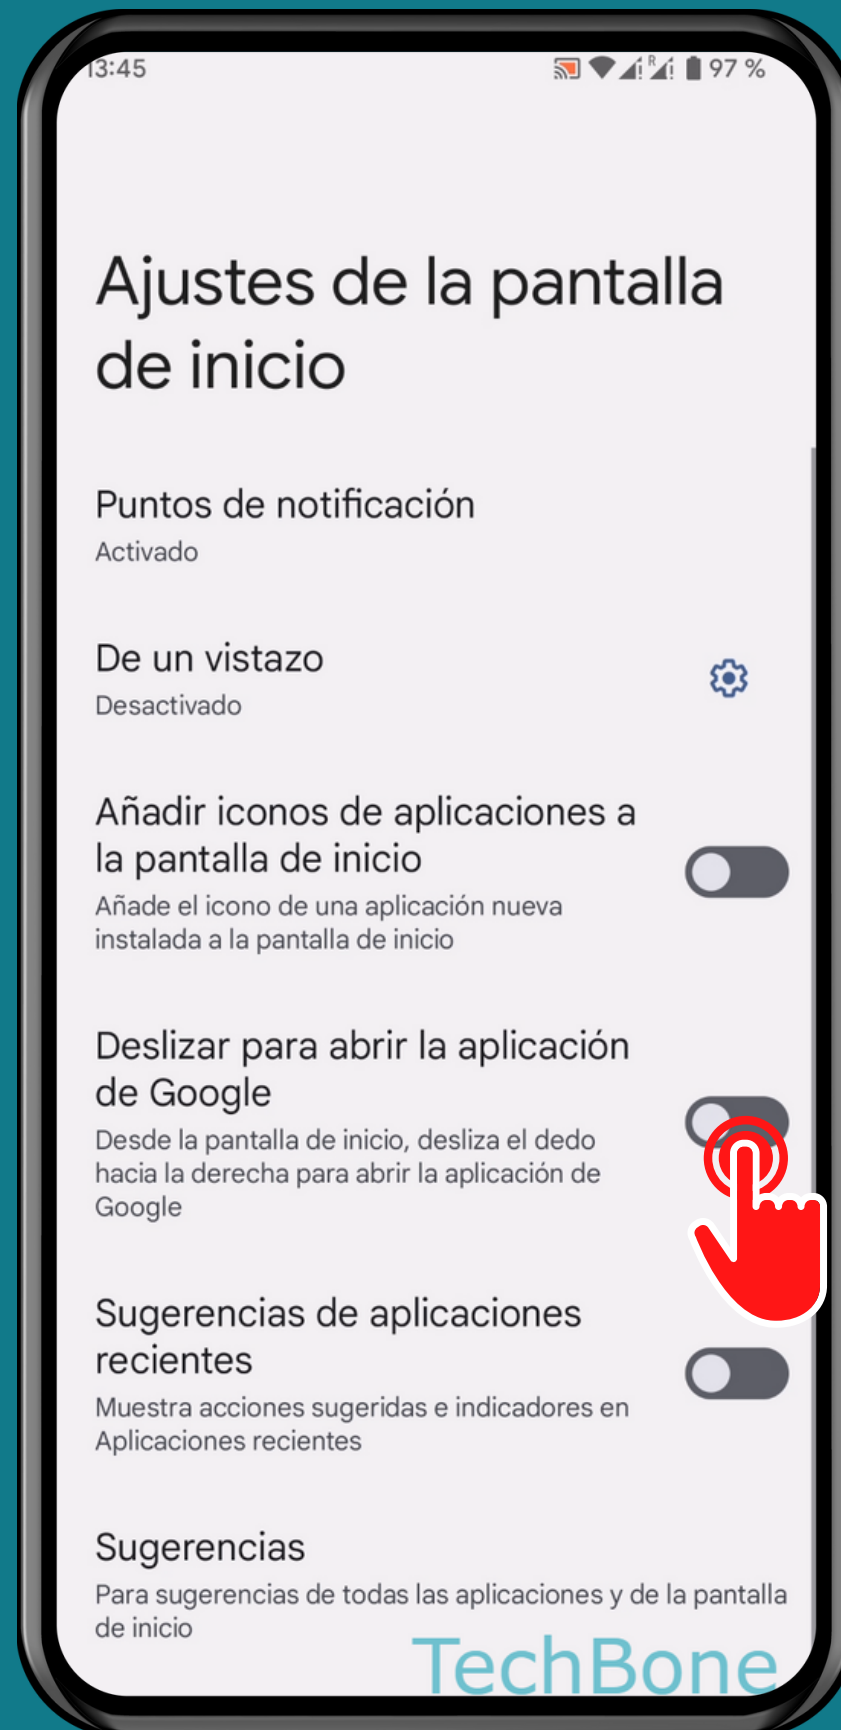 13:45
R
97 %
Ajustes de la pantalla
de inicio
Puntos de notificación
Activado
De un vistazo
Desactivado
Añadir iconos de aplicaciones a
la pantalla de inicio
Añade el icono de una aplicación nueva
instalada a la pantalla de inicio
Deslizar para abrir la aplicación
de Google
Desde la pantalla de inicio, desliza el dedo
hacia la derecha para abrir la aplicación de
Google
Sugerencias de aplicaciones
recientes
Muestra acciones sugeridas e indicadores en
Aplicaciones recientes
Sugerencias
Para sugerencias de todas las aplicaciones y de la pantalla
de inicio
TechBone